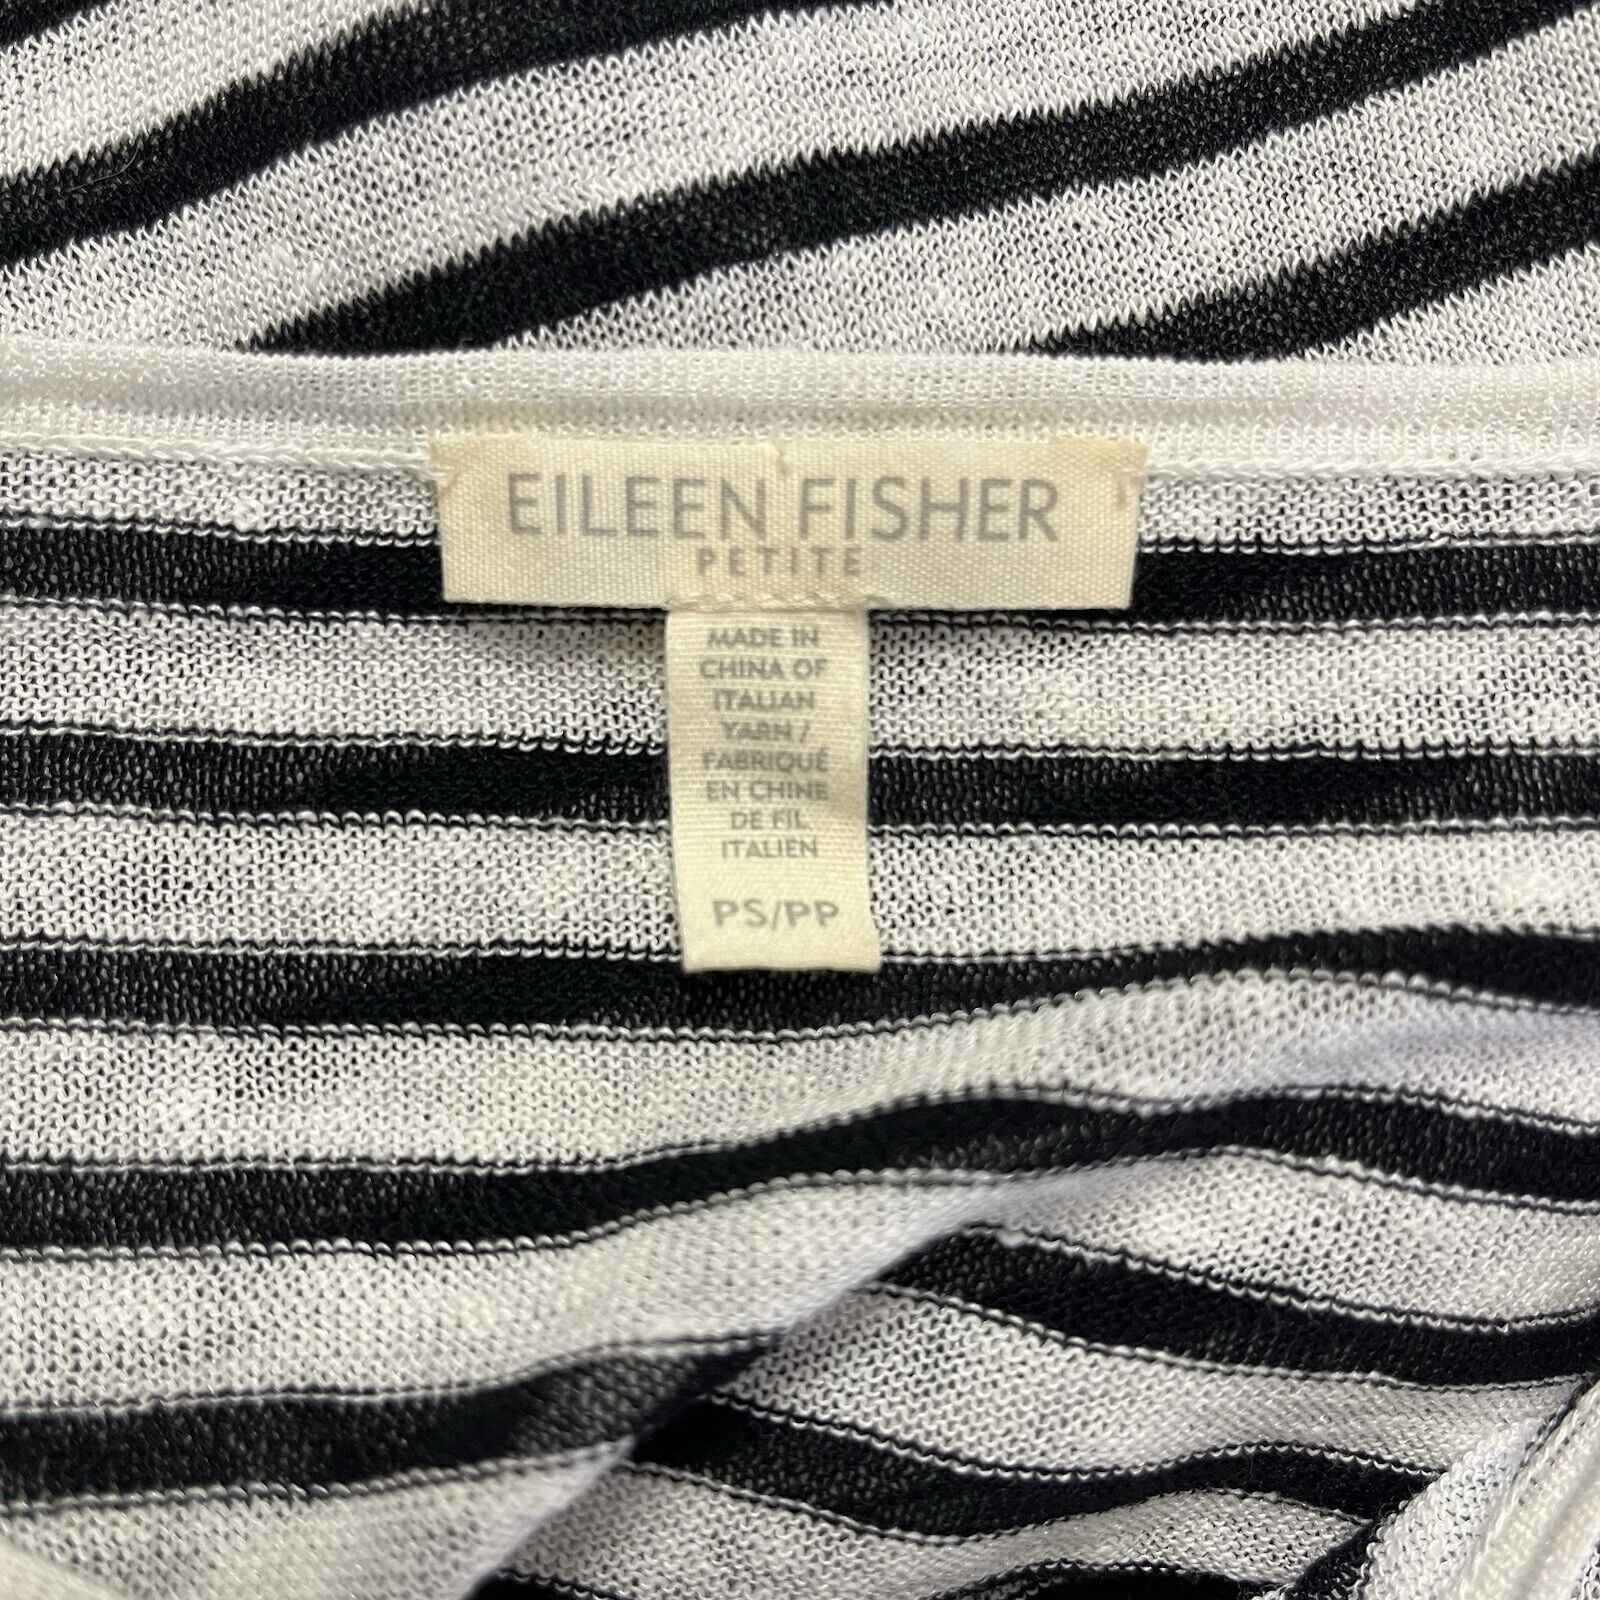 EILEEN FISHER
PETITE
MADE IN
CHINA OF
ITALIAN
YARN /
FABRIQUÉ
EN CHINE
DE FIL
ITALIEN
PS/PP